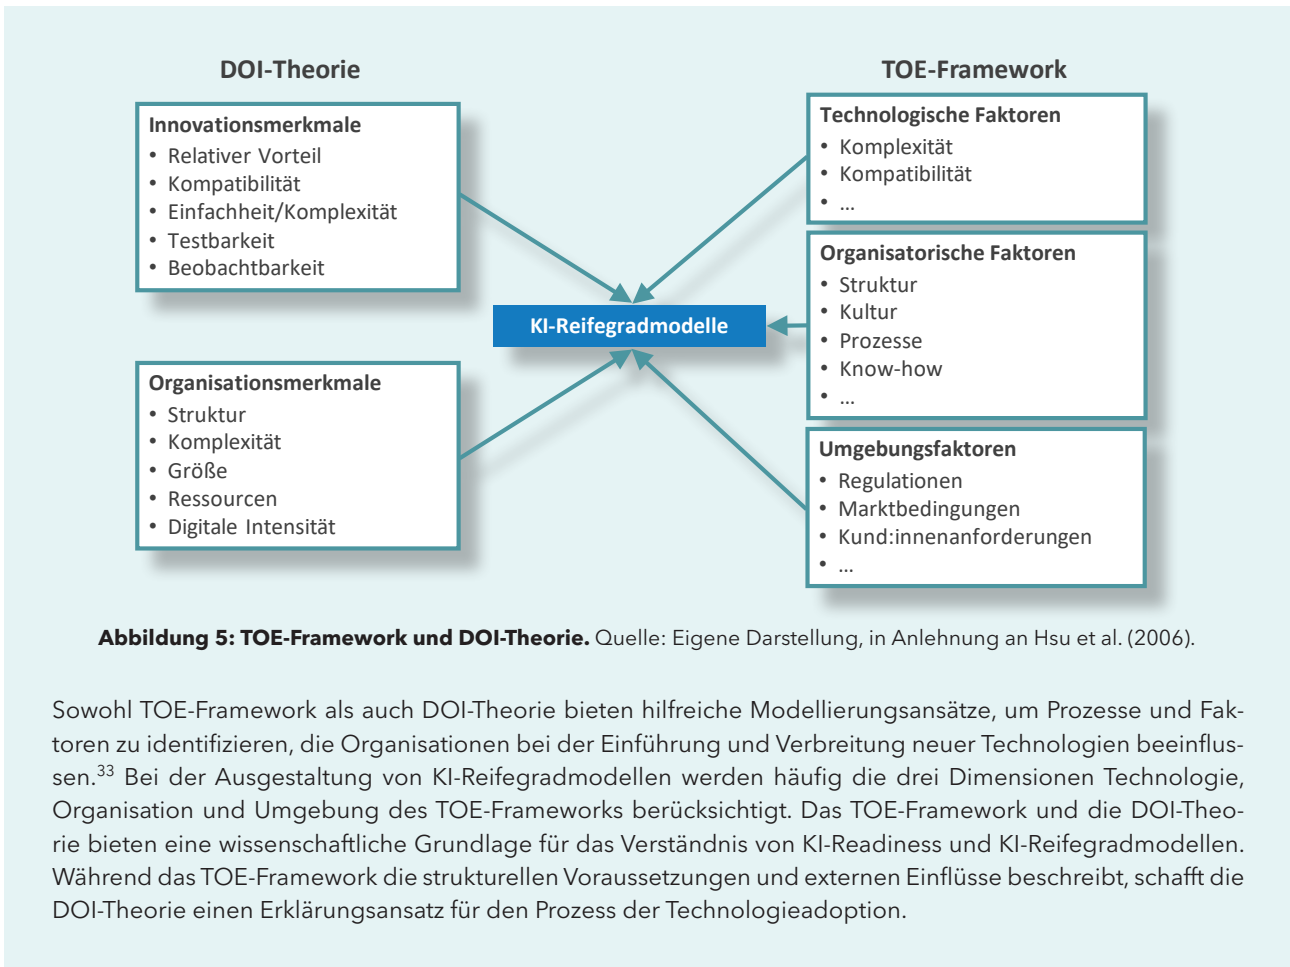 DOI-Theorie
Innovationsmerkmale
• Relativer Vorteil
• Kompatibilität
• Einfachheit/Komplexität
• Testbarkeit
• Beobachtbarkeit
Organisationsmerkmale
• Struktur
• Komplexität
• Größe
• Ressourcen
• Digitale Intensität
KI-Reifegradmodelle
TOE-Framework
Technologische Faktoren
• Komplexität
• Kompatibilität
• ...
Organisatorische Faktoren
• Struktur
• Kultur
• Prozesse
• Know-how
• ...
Umgebungsfaktoren
• Regulationen
• Marktbedingungen
• Kund:innenanforderungen
• ...
Abbildung 5: TOE-Framework und DOI-Theorie. Quelle: Eigene Darstellung, in Anlehnung an Hsu et al. (2006).
Sowohl TOE-Framework als auch DOI-Theorie bieten hilfreiche Modellierungsansätze, um Prozesse und Fak-
toren zu identifizieren, die Organisationen bei der Einführung und Verbreitung neuer Technologien beeinflus-
sen.³³ Bei der Ausgestaltung von KI-Reifegradmodellen werden häufig die drei Dimensionen Technologie,
Organisation und Umgebung des TOE-Frameworks berücksichtigt. Das TOE-Framework und die DOI-Theo-
rie bieten eine wissenschaftliche Grundlage für das Verständnis von KI-Readiness und KI-Reifegradmodellen.
Während das TOE-Framework die strukturellen Voraussetzungen und externen Einflüsse beschreibt, schafft die
DOI-Theorie einen Erklärungsansatz für den Prozess der Technologieadoption.